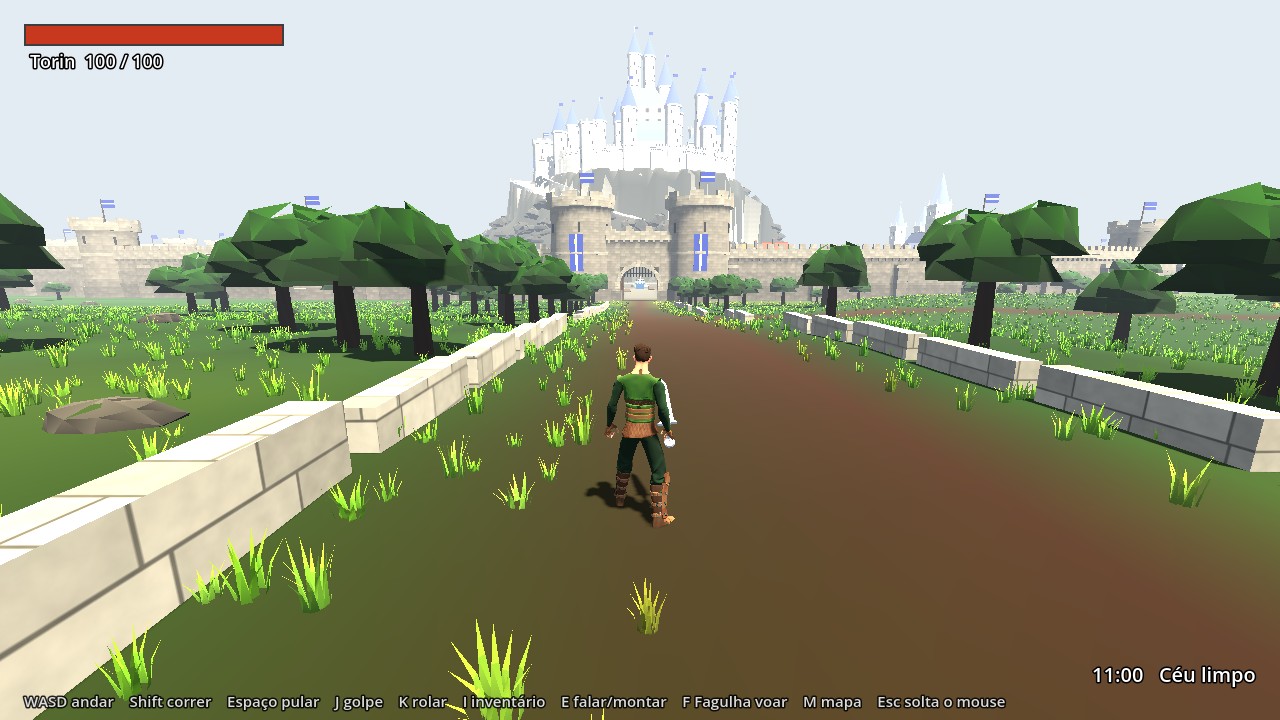 Torin 100 / 100
11:00 Céu limpo
WASD andar Shift correr Espaço pular J golpe K rolar I inventário E falar/montar F Fagulha voar M mapa Esc solta o mouse